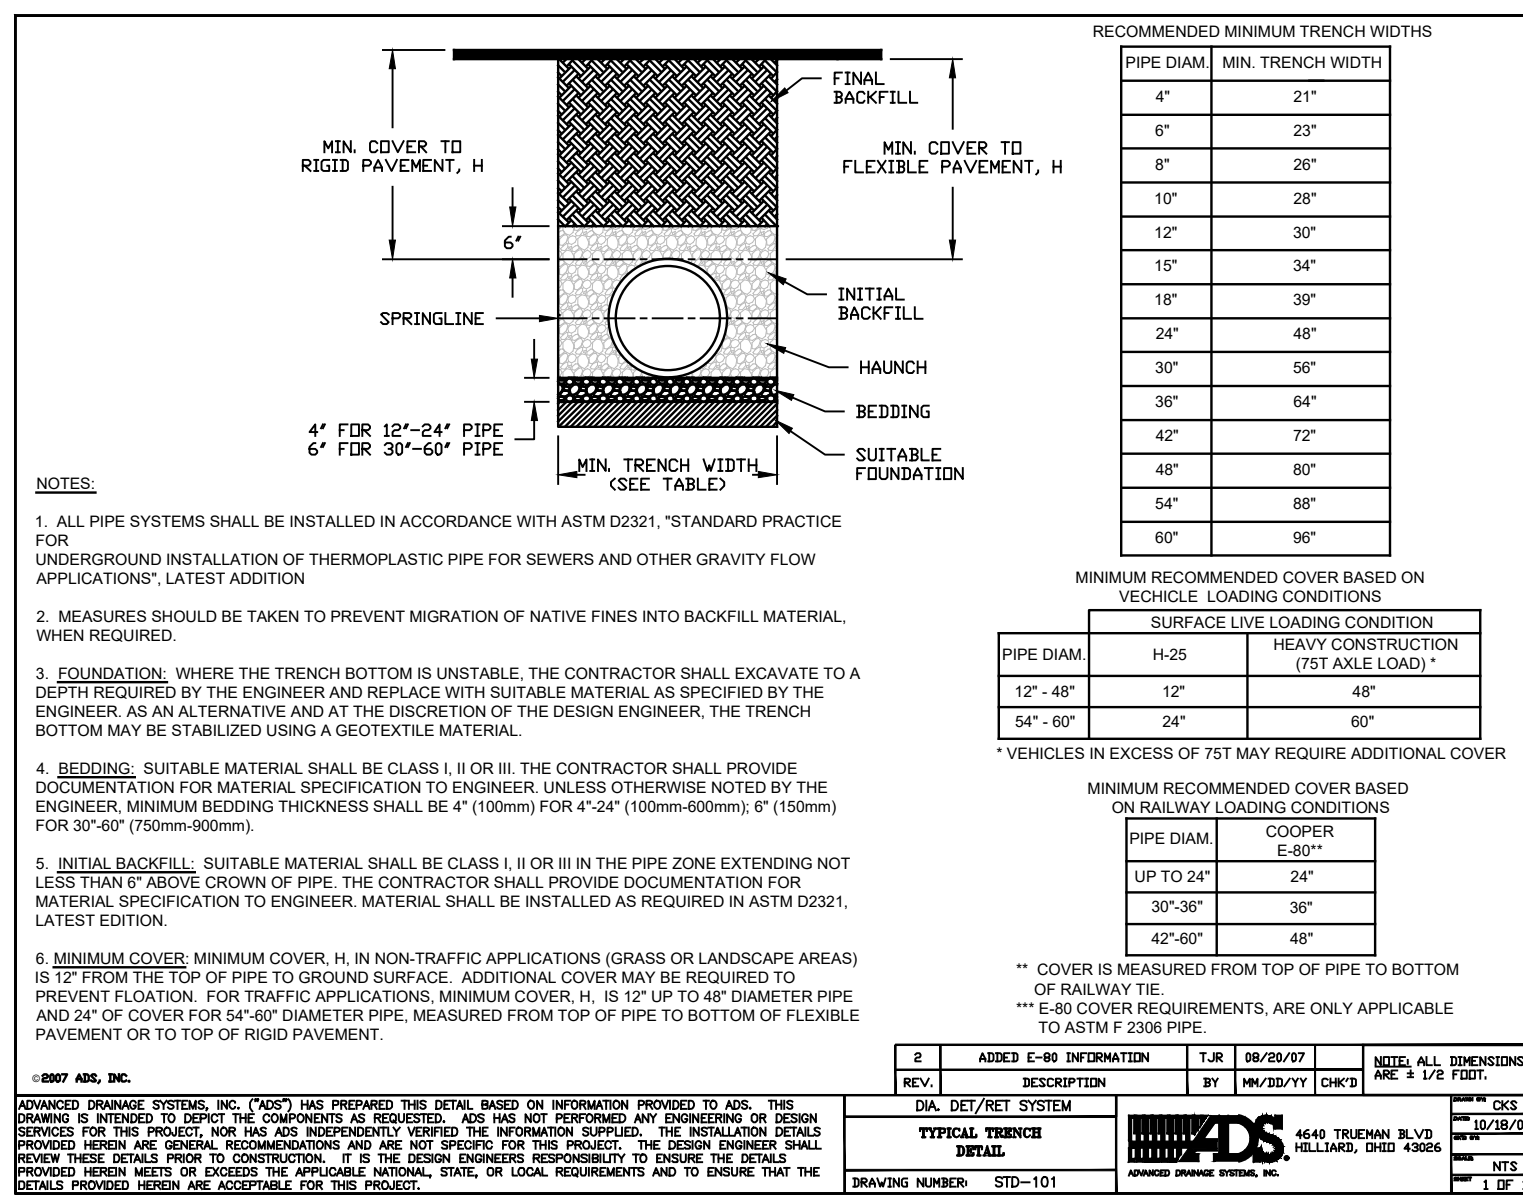 FINAL
BACKFILL
MIN. COVER TO
RIGID PAVEMENT, H
MIN. COVER TO
FLEXIBLE PAVEMENT, H
6"
INITIAL
BACKFILL
SPRINGLINE
HAUNCH
BEDDING
4" FOR 12"-24" PIPE
6" FOR 30"-60" PIPE
SUITABLE
FOUNDATION
MIN. TRENCH WIDTH
(SEE TABLE)
NOTES:
1. ALL PIPE SYSTEMS SHALL BE INSTALLED IN ACCORDANCE WITH ASTM D2321, "STANDARD PRACTICE
FOR
UNDERGROUND INSTALLATION OF THERMOPLASTIC PIPE FOR SEWERS AND OTHER GRAVITY FLOW
APPLICATIONS", LATEST ADDITION
2. MEASURES SHOULD BE TAKEN TO PREVENT MIGRATION OF NATIVE FINES INTO BACKFILL MATERIAL,
WHEN REQUIRED.
3. FOUNDATION: WHERE THE TRENCH BOTTOM IS UNSTABLE, THE CONTRACTOR SHALL EXCAVATE TO A
DEPTH REQUIRED BY THE ENGINEER AND REPLACE WITH SUITABLE MATERIAL AS SPECIFIED BY THE
ENGINEER. AS AN ALTERNATIVE AND AT THE DISCRETION OF THE DESIGN ENGINEER, THE TRENCH
BOTTOM MAY BE STABILIZED USING A GEOTEXTILE MATERIAL.
4. BEDDING: SUITABLE MATERIAL SHALL BE CLASS I, II OR III. THE CONTRACTOR SHALL PROVIDE
DOCUMENTATION FOR MATERIAL SPECIFICATION TO ENGINEER. UNLESS OTHERWISE NOTED BY THE
ENGINEER, MINIMUM BEDDING THICKNESS SHALL BE 4" (100mm) FOR 4"-24" (100mm-600mm); 6" (150mm)
FOR 30"-60" (750mm-900mm).
5. INITIAL BACKFILL: SUITABLE MATERIAL SHALL BE CLASS I, II OR III IN THE PIPE ZONE EXTENDING NOT
LESS THAN 6" ABOVE CROWN OF PIPE. THE CONTRACTOR SHALL PROVIDE DOCUMENTATION FOR
MATERIAL SPECIFICATION TO ENGINEER. MATERIAL SHALL BE INSTALLED AS REQUIRED IN ASTM D2321,
LATEST EDITION.
6. MINIMUM COVER: MINIMUM COVER, H, IN NON-TRAFFIC APPLICATIONS (GRASS OR LANDSCAPE AREAS)
IS 12" FROM THE TOP OF PIPE TO GROUND SURFACE. ADDITIONAL COVER MAY BE REQUIRED TO
PREVENT FLOATION. FOR TRAFFIC APPLICATIONS, MINIMUM COVER, H, IS 12" UP TO 48" DIAMETER PIPE
AND 24" OF COVER FOR 54"-60" DIAMETER PIPE, MEASURED FROM TOP OF PIPE TO BOTTOM OF FLEXIBLE
PAVEMENT OR TO TOP OF RIGID PAVEMENT.
©2007 ADS, INC.
RECOMMENDED MINIMUM TRENCH WIDTHS
PIPE DIAM. MIN. TRENCH WIDTH
4" 21"
6" 23"
8" 26"
10" 28"
12" 30"
15" 34"
18" 39"
24" 48"
30" 56"
36" 64"
42" 72"
48" 80"
54" 88"
60" 96"
MINIMUM RECOMMENDED COVER BASED ON
VECHICLE LOADING CONDITIONS
SURFACE LIVE LOADING CONDITION
PIPE DIAM. H-25 HEAVY CONSTRUCTION
(75T AXLE LOAD) *
12" - 48" 12" 48"
54" - 60" 24" 60"
* VEHICLES IN EXCESS OF 75T MAY REQUIRE ADDITIONAL COVER
MINIMUM RECOMMENDED COVER BASED
ON RAILWAY LOADING CONDITIONS
PIPE DIAM. COOPER
E-80**
UP TO 24" 24"
30"-36" 36"
42"-60" 48"
** COVER IS MEASURED FROM TOP OF PIPE TO BOTTOM
OF RAILWAY TIE.
*** E-80 COVER REQUIREMENTS, ARE ONLY APPLICABLE
TO ASTM F 2306 PIPE.
2 ADDED E-80 INFORMATION TJR 08/20/07
REV. DESCRIPTION BY MM/DD/YY CHK'D
NOTE: ALL DIMENSIONS
ARE ± 1/2 FOOT.
ADVANCED DRAINAGE SYSTEMS, INC. ("ADS") HAS PREPARED THIS DETAIL BASED ON INFORMATION PROVIDED TO ADS. THIS
DRAWING IS INTENDED TO DEPICT THE COMPONENTS AS REQUESTED. ADS HAS NOT PERFORMED ANY ENGINEERING OR DESIGN
SERVICES FOR THIS PROJECT, NOR HAS ADS INDEPENDENTLY VERIFIED THE INFORMATION SUPPLIED. THE INSTALLATION DETAILS
PROVIDED HEREIN ARE GENERAL RECOMMENDATIONS AND ARE NOT SPECIFIC FOR THIS PROJECT. THE DESIGN ENGINEER SHALL
REVIEW THESE DETAILS PRIOR TO CONSTRUCTION. IT IS THE DESIGN ENGINEERS RESPONSIBILITY TO ENSURE THE DETAILS
PROVIDED HEREIN MEETS OR EXCEEDS THE APPLICABLE NATIONAL, STATE, OR LOCAL REQUIREMENTS AND TO ENSURE THAT THE
DETAILS PROVIDED HEREIN ARE ACCEPTABLE FOR THIS PROJECT.
DIA. DET/RET SYSTEM
TYPICAL TRENCH
DETAIL
DRAWING NUMBER: STD-101
ADS
ADVANCED DRAINAGE SYSTEMS, INC.
4640 TRUEMAN BLVD
HILLIARD, OHIO 43026
CKS
10/18/0
NTS
1 OF